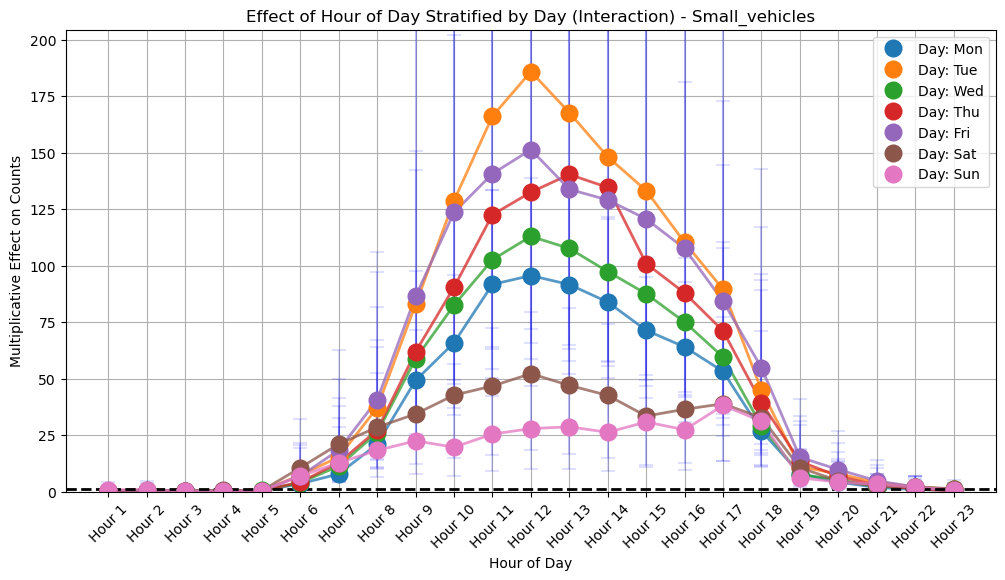 Effect of Hour of Day Stratified by Day (Interaction) - Small_vehicles
Multiplicative Effect on Counts
200
175
150
125
100
75
50
25
0
Day: Mon
Day: Tue
Day: Wed
Day: Thu
Day: Fri
Day: Sat
Day: Sun
Hour 1
Hour 2
Hour 3
Hour 4
Hour 5
Hour 6
Hour 7
Hour 8
Hour 9
Hour 10
Hour 11
Hour 12
Hour 13
Hour 14
Hour 15
Hour 16
Hour 17
Hour 18
Hour 19
Hour 20
Hour 21
Hour 22
Hour 23
Hour of Day